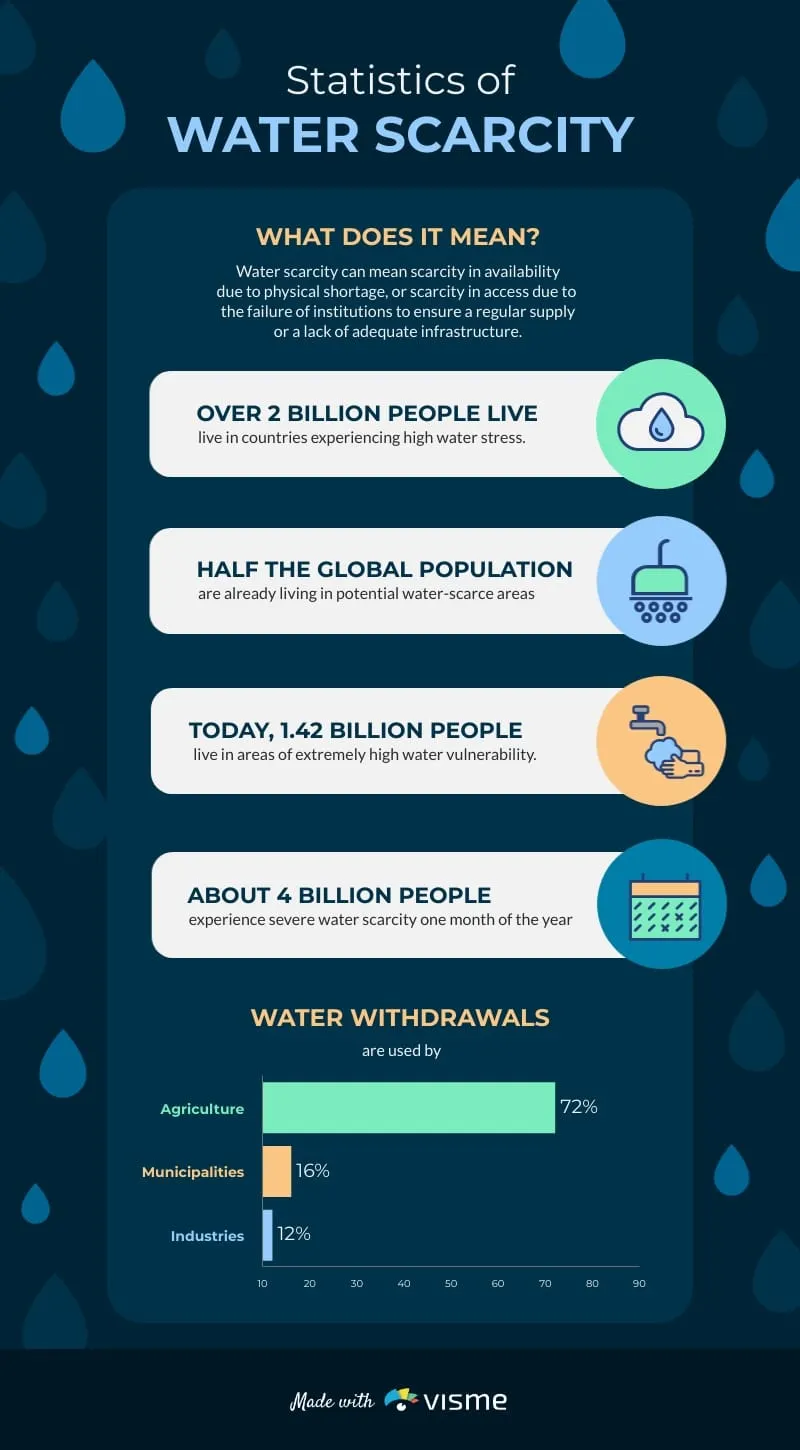 Statistics of
WATER SCARCITY
WHAT DOES IT MEAN?
Water scarcity can mean scarcity in availability
due to physical shortage, or scarcity in access due to
the failure of institutions to ensure a regular supply
or a lack of adequate infrastructure.
OVER 2 BILLION PEOPLE LIVE
live in countries experiencing high water stress.
HALF THE GLOBAL POPULATION
are already living in potential water-scarce areas
TODAY, 1.42 BILLION PEOPLE
live in areas of extremely high water vulnerability.
ABOUT 4 BILLION PEOPLE
experience severe water scarcity one month of the year
WATER WITHDRAWALS
are used by
Agriculture 72%
Municipalities 16%
Industries 12%
10 20 30 40 50 60 70 80 90
Made with visme